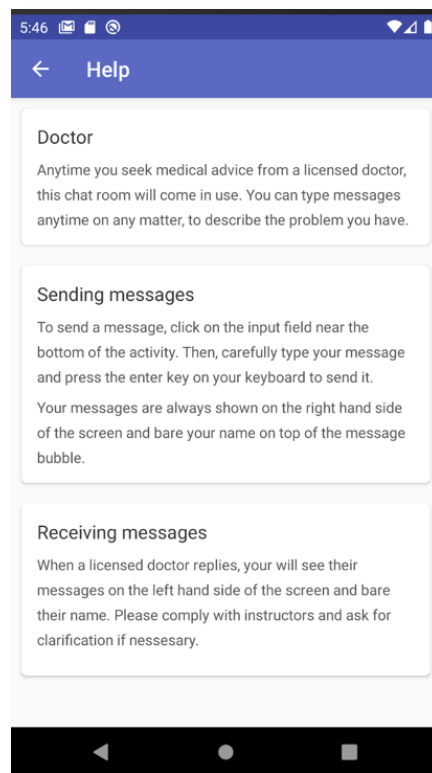 5:46
Help
Doctor
Anytime you seek medical advice from a licensed doctor,
this chat room will come in use. You can type messages
anytime on any matter, to describe the problem you have.
Sending messages
To send a message, click on the input field near the
bottom of the activity. Then, carefully type your message
and press the enter key on your keyboard to send it.
Your messages are always shown on the right hand side
of the screen and bare your name on top of the message
bubble.
Receiving messages
When a licensed doctor replies, your will see their
messages on the left hand side of the screen and bare
their name. Please comply with instructors and ask for
clarification if nessesary.